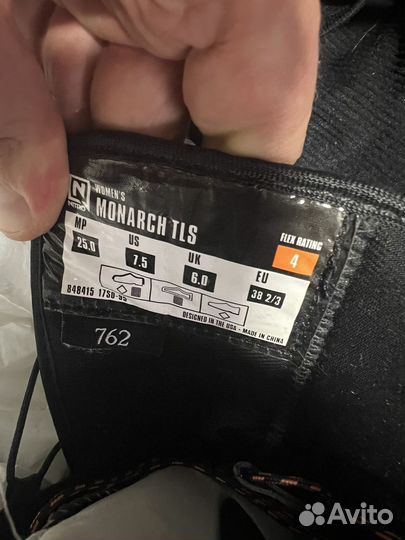 NITRO
WOMEN'S
MONARCH TLS
FLEX RATING
4
MP US UK EU
25.0 7.5 6.0 38 2/3
848415
DESIGNED IN THE USA - MADE IN CHINA
762
Avito